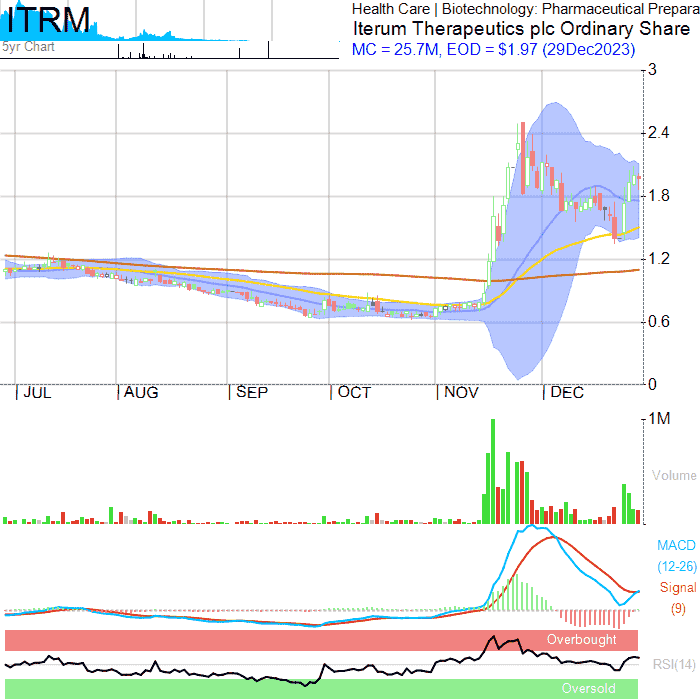 ITRM
5yr Chart
Health Care | Biotechnology: Pharmaceutical Prepara
Iterum Therapeutics plc Ordinary Share
MC = 25.7M, EOD = $1.97 (29Dec2023)
3
2.4
1.8
1.2
0.6
0
JUL AUG SEP OCT NOV DEC
1M
Volume
MACD
(12-26)
Signal
(9)
Overbought
RSI(14)
Oversold